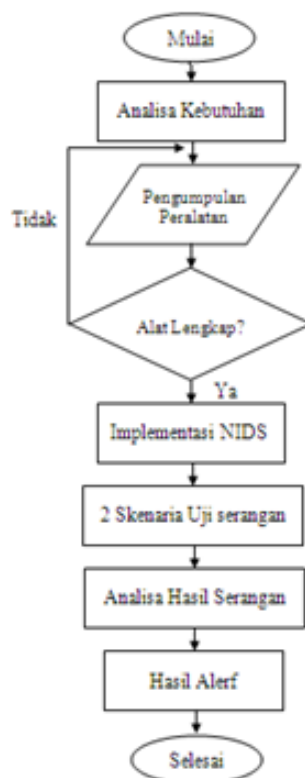 Mulai
Analisa Kebutuhan
Pengumpulan
Peralatan
Tidak
Alat Lengkap?
Ya
Implementasi NIDS
2 Skenaria Uji serangan
Analisa Hasil Serangan
Hasil Alerf
Selesai